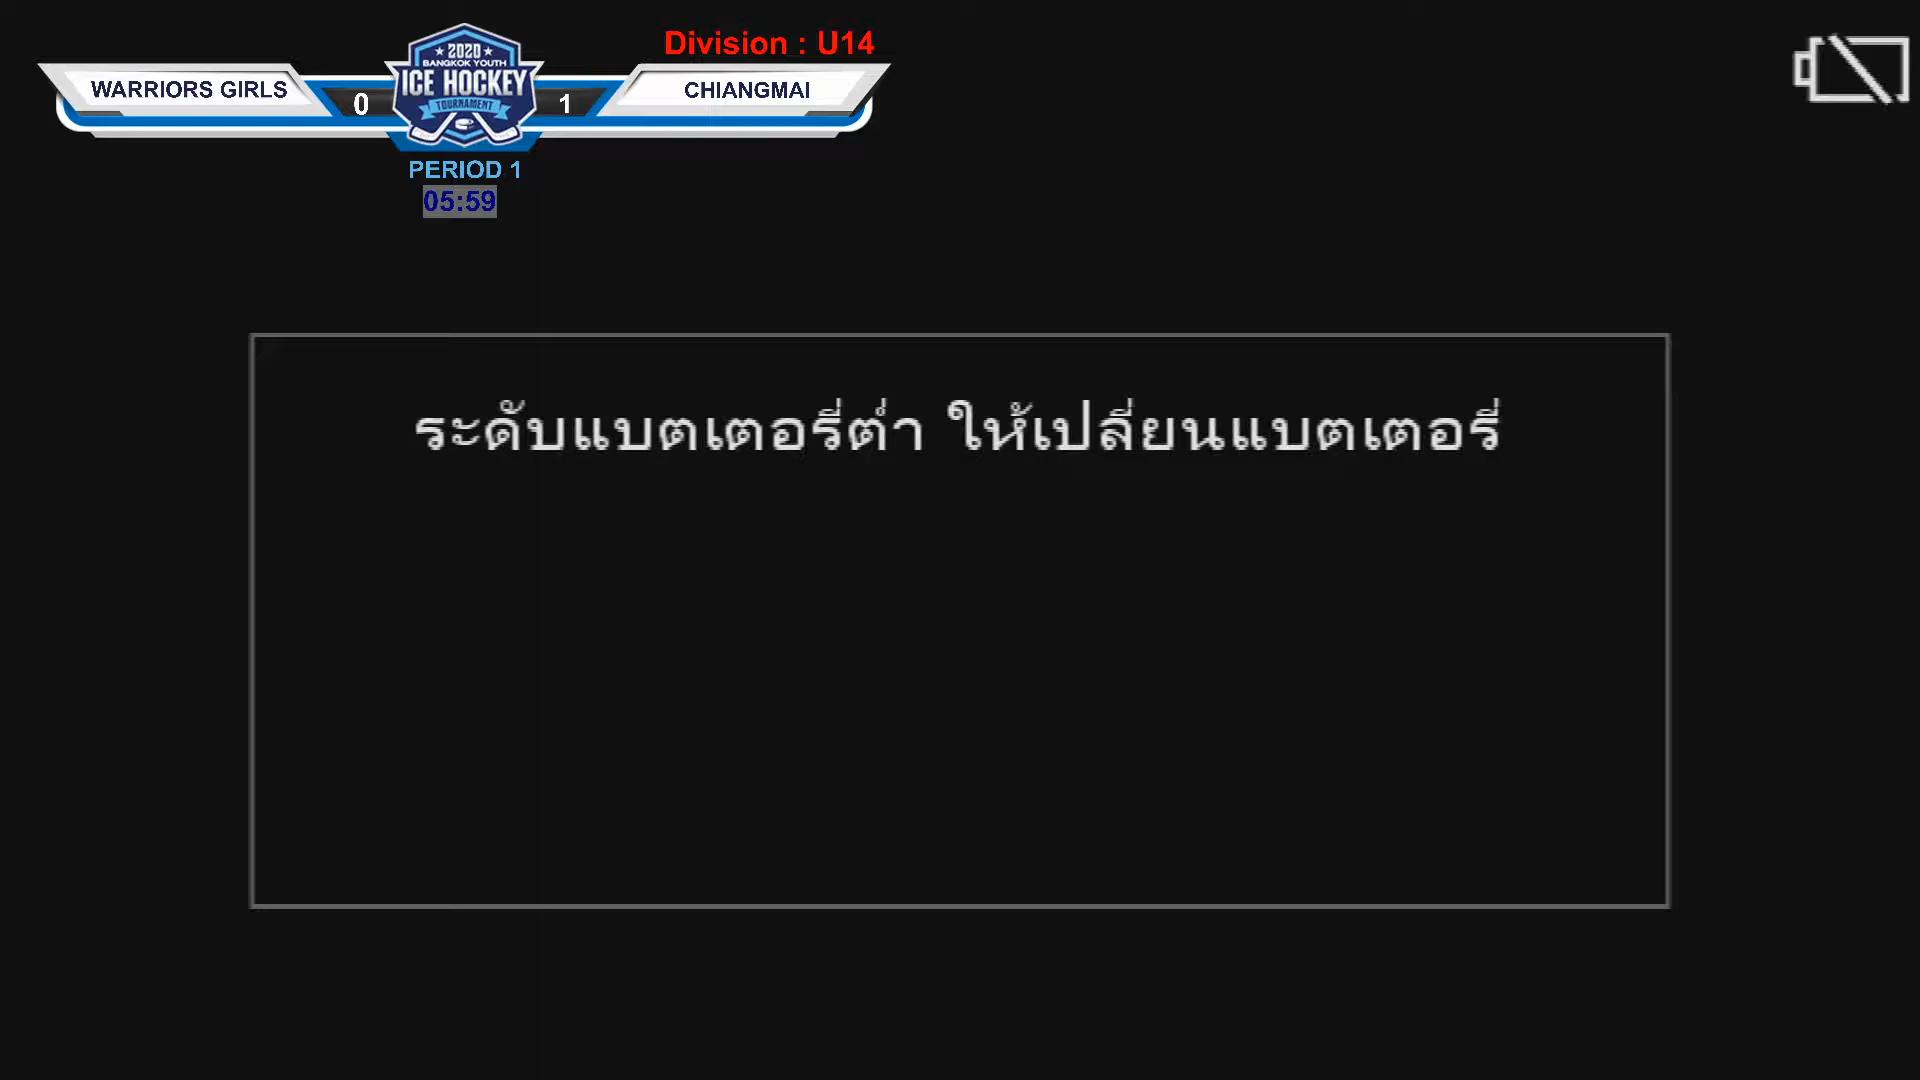 Division : U14
WARRIORS GIRLS
0
2020
BANGKOK YOUTH
ICE HOCKEY
TOURNAMENT
1
CHIANGMAI
PERIOD 1
05:59
ระดับแบตเตอรี่ต่ำ ให้เปลี่ยนแบตเตอรี่